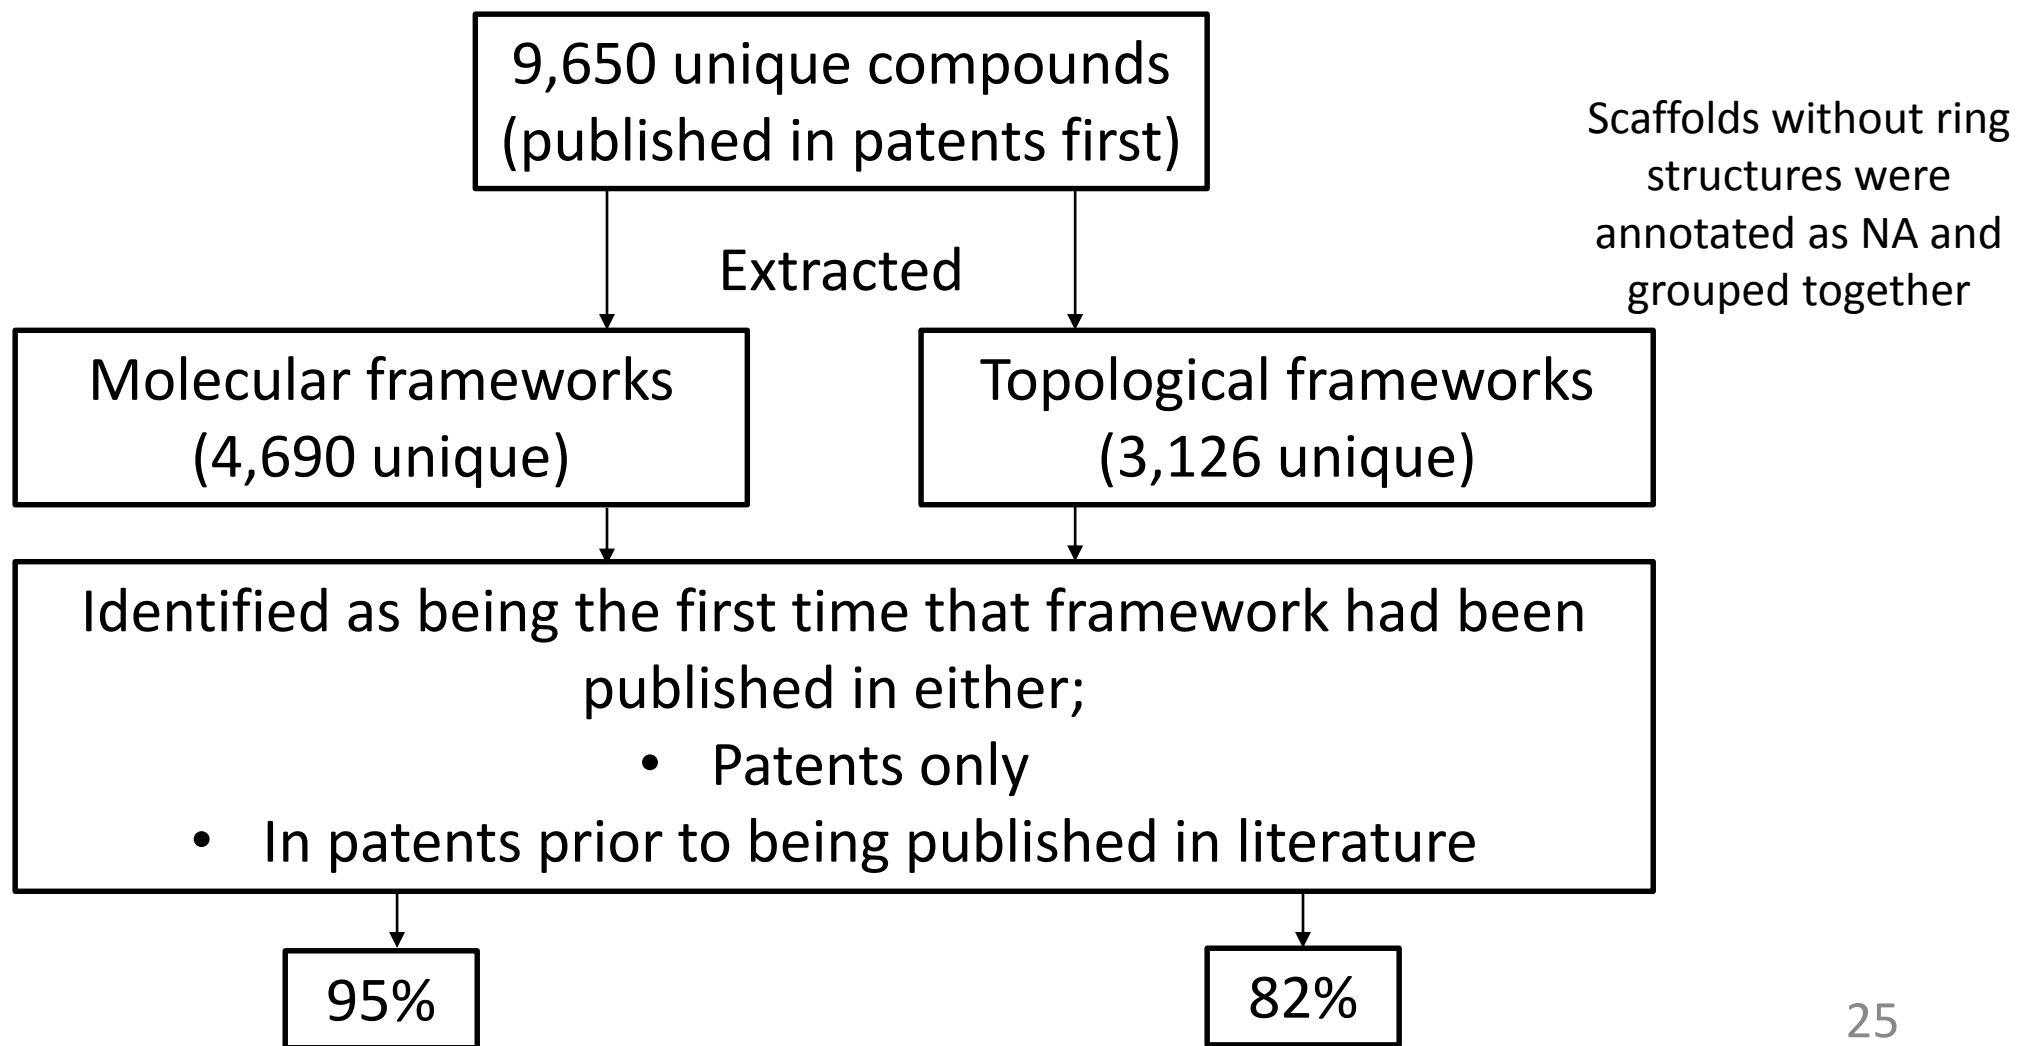 9,650 unique compounds
(published in patents first)
Scaffolds without ring
structures were
annotated as NA and
grouped together
Extracted
Molecular frameworks
(4,690 unique)
Topological frameworks
(3,126 unique)
Identified as being the first time that framework had been
published in either;
• Patents only
• In patents prior to being published in literature
95%
82%
25